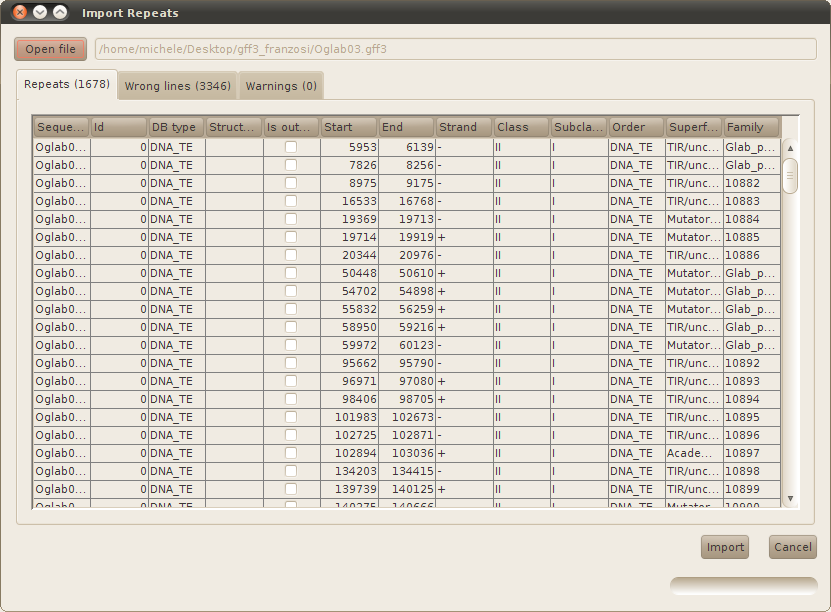 Import Repeats
Open file /home/michele/Desktop/gff3_franzosi/Oglab03.gff3
Repeats (1678) Wrong lines (3346) Warnings (0)
Seque... Id DB type Struct... Is out... Start End Strand Class Subcla... Order Superf... Family
Oglab0... 0 DNA_TE 5953 6139 - II I DNA_TE TIR/unc... Glab_p...
Oglab0... 0 DNA_TE 7826 8256 - II I DNA_TE TIR/unc... Glab_p...
Oglab0... 0 DNA_TE 8975 9175 - II I DNA_TE TIR/unc... 10882
Oglab0... 0 DNA_TE 16533 16768 - II I DNA_TE TIR/unc... 10883
Oglab0... 0 DNA_TE 19369 19713 - II I DNA_TE Mutator... 10884
Oglab0... 0 DNA_TE 19714 19919 + II I DNA_TE Mutator... 10885
Oglab0... 0 DNA_TE 20344 20976 - II I DNA_TE TIR/unc... 10886
Oglab0... 0 DNA_TE 50448 50610 + II I DNA_TE Mutator... Glab_p...
Oglab0... 0 DNA_TE 54702 54898 + II I DNA_TE Mutator... Glab_p...
Oglab0... 0 DNA_TE 55832 56259 + II I DNA_TE Mutator... Glab_p...
Oglab0... 0 DNA_TE 58950 59216 + II I DNA_TE TIR/unc... Glab_p...
Oglab0... 0 DNA_TE 59972 60123 - II I DNA_TE Mutator... Glab_p...
Oglab0... 0 DNA_TE 95662 95790 - II I DNA_TE TIR/unc... 10892
Oglab0... 0 DNA_TE 96971 97080 + II I DNA_TE TIR/unc... 10893
Oglab0... 0 DNA_TE 98406 98705 + II I DNA_TE TIR/unc... 10894
Oglab0... 0 DNA_TE 101983 102673 - II I DNA_TE TIR/unc... 10895
Oglab0... 0 DNA_TE 102725 102871 - II I DNA_TE TIR/unc... 10896
Oglab0... 0 DNA_TE 102894 103036 + II I DNA_TE Acade... 10897
Oglab0... 0 DNA_TE 134203 134415 - II I DNA_TE TIR/unc... 10898
Oglab0... 0 DNA_TE 139739 140125 + II I DNA_TE TIR/unc... 10899
Oglab0... 0 DNA_TE 140275 140666 II I DNA_TE Mutator... 10900
Import Cancel